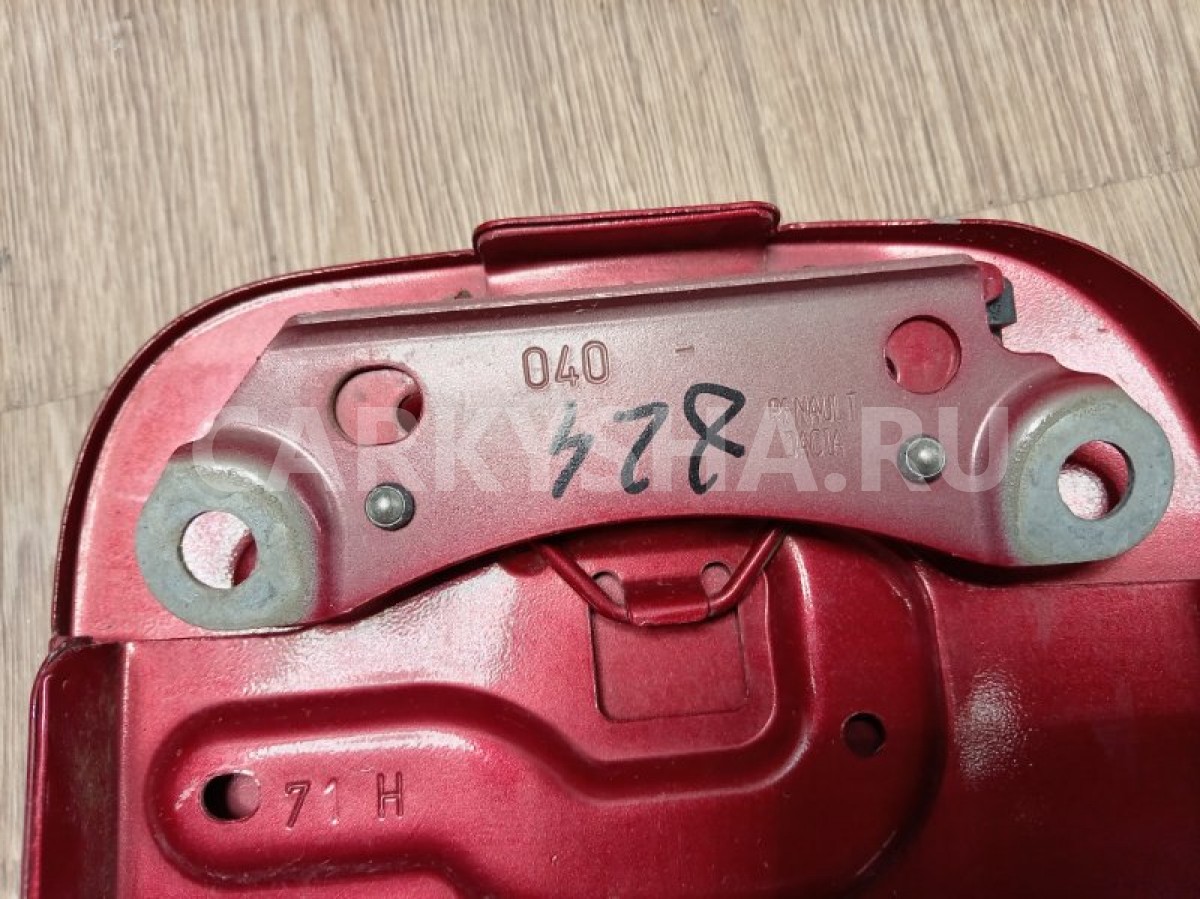 040 -
824
RENAULT
DACIA
CARKYSHA.RU
71 H